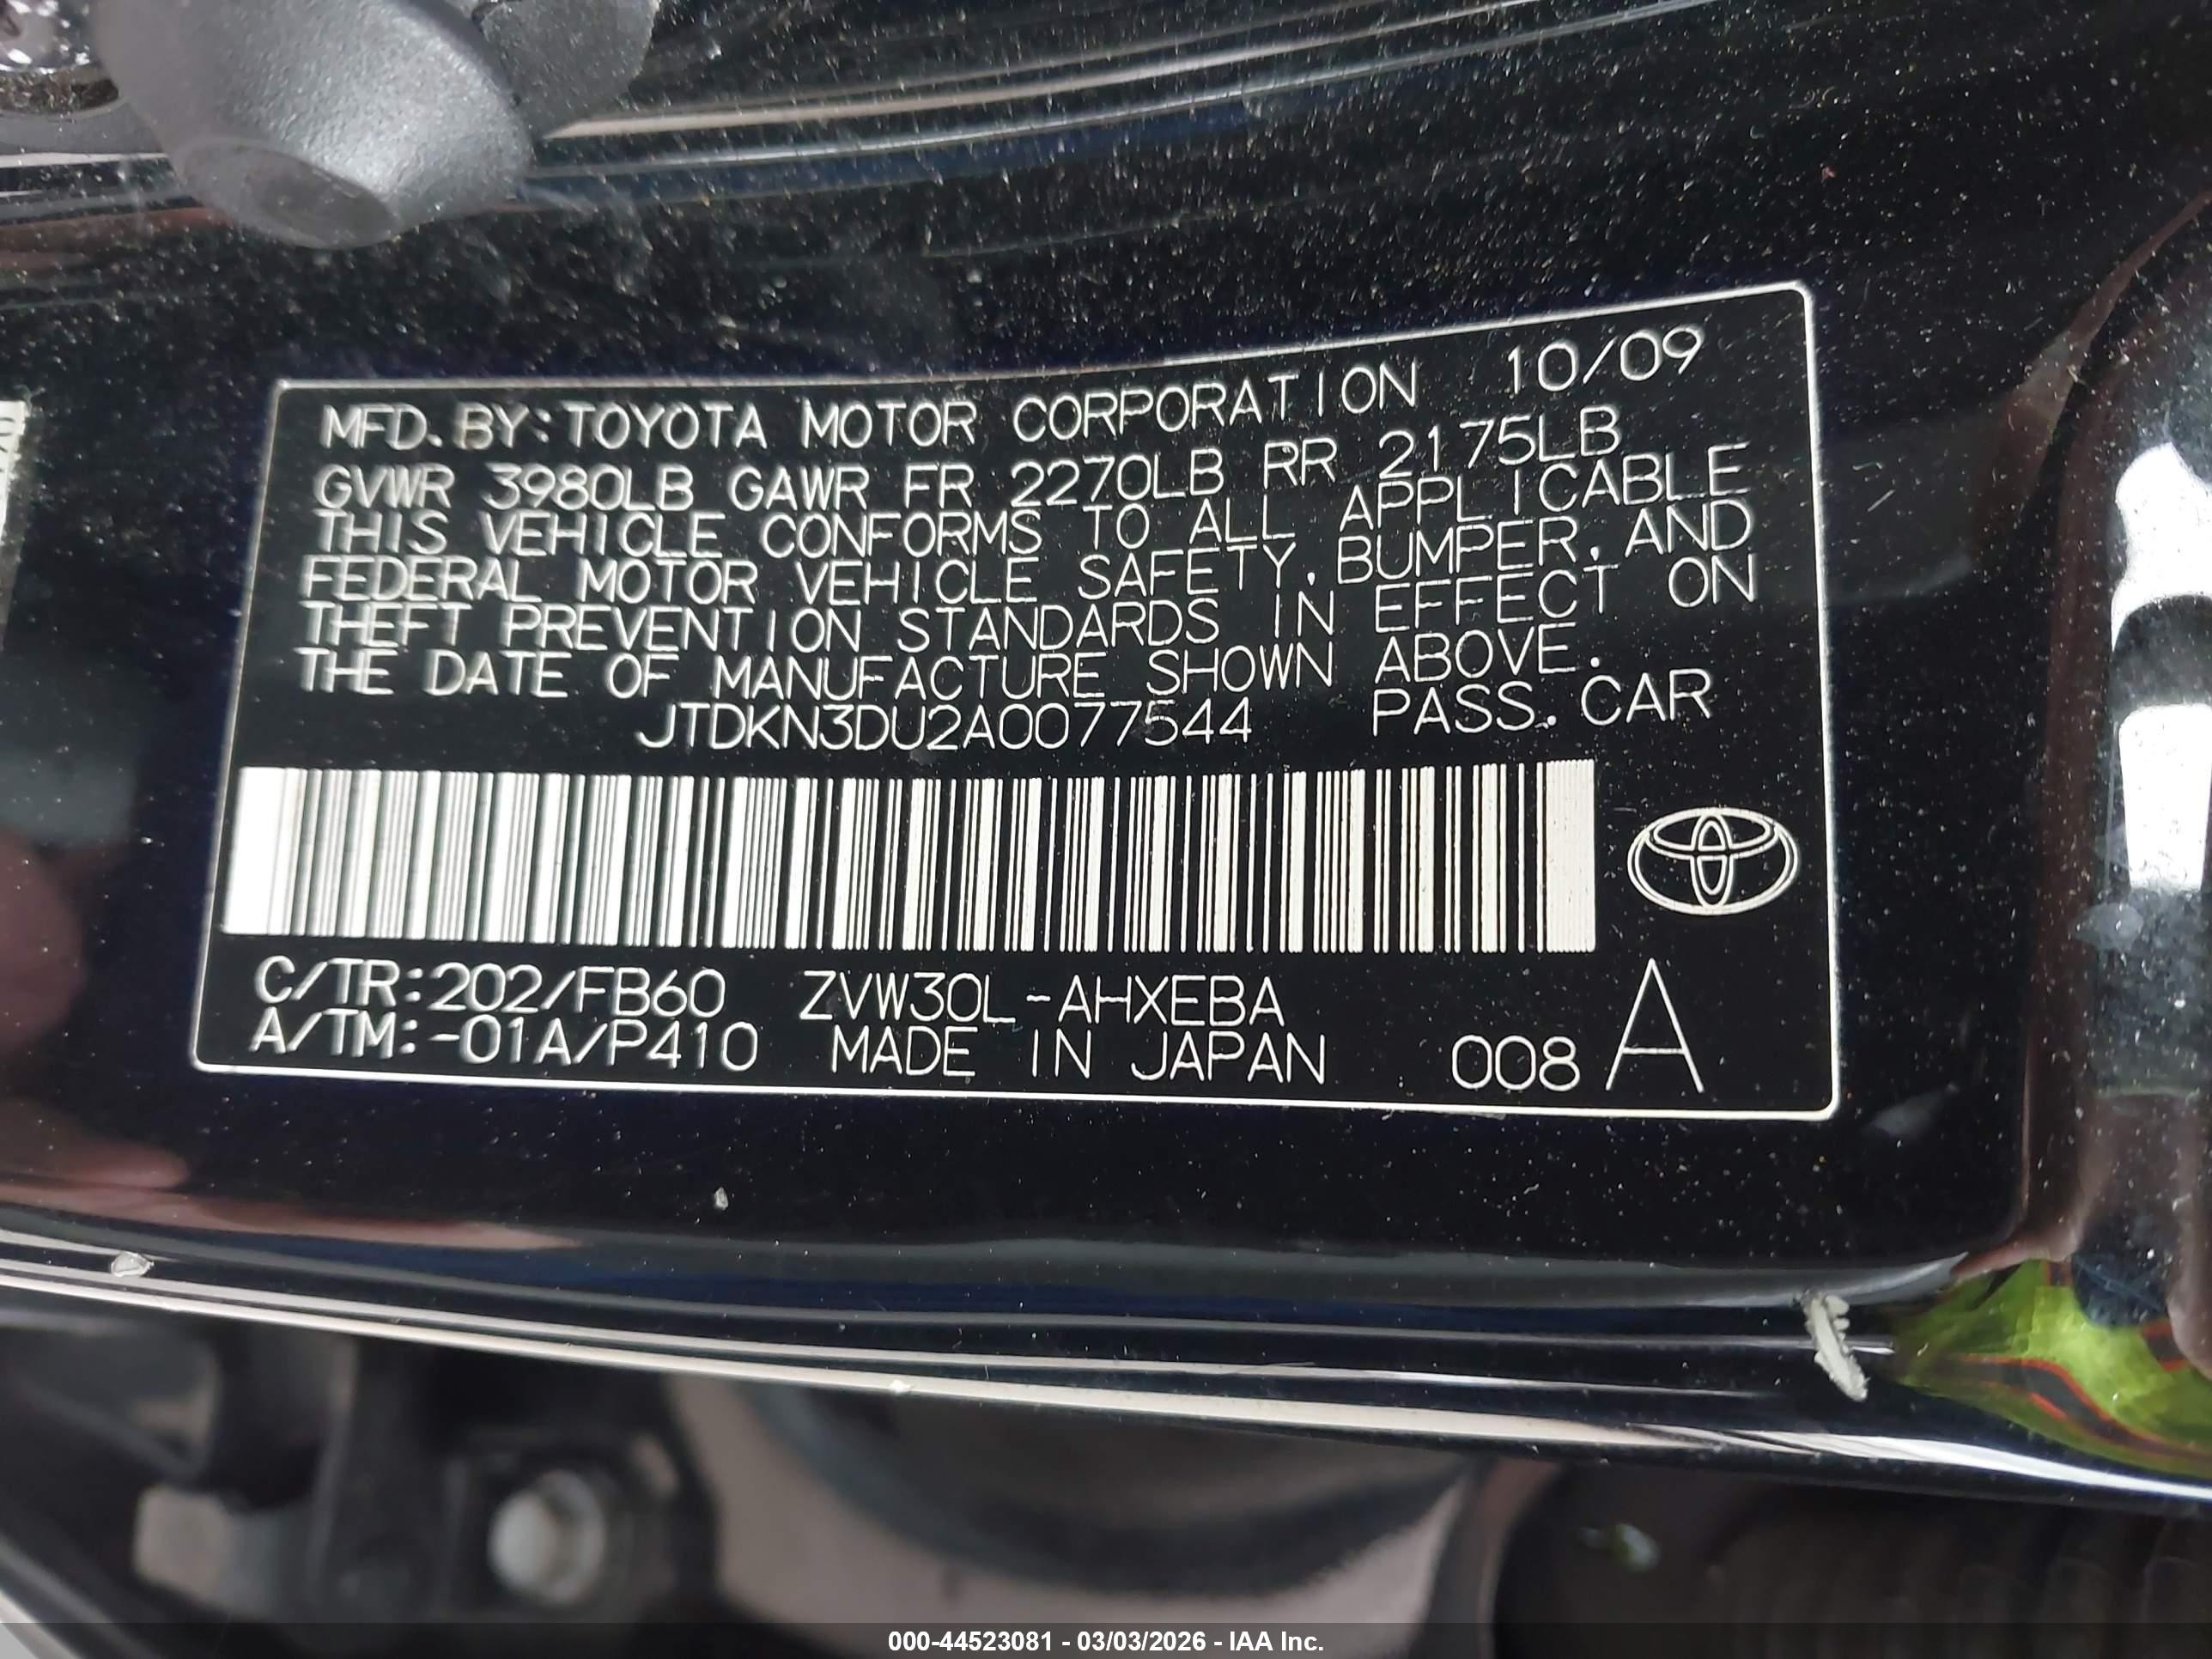 MFD. BY: TOYOTA MOTOR CORPORATION 10/09
GVWR 3980LB GAWR FR 2270LB RR 2175LB
THIS VEHICLE CONFORMS TO ALL APPLICABLE
FEDERAL MOTOR VEHICLE SAFETY, BUMPER, AND
THEFT PREVENTION STANDARDS IN EFFECT ON
THE DATE OF MANUFACTURE SHOWN ABOVE.
JTDKN3DU2A0077544 PASS. CAR
C/TR:202/FB60 ZVW30L-AHXEBA
A/TM:-01A/P410 MADE IN JAPAN 008 A
000-44523081 - 03/03/2026 - IAA Inc.